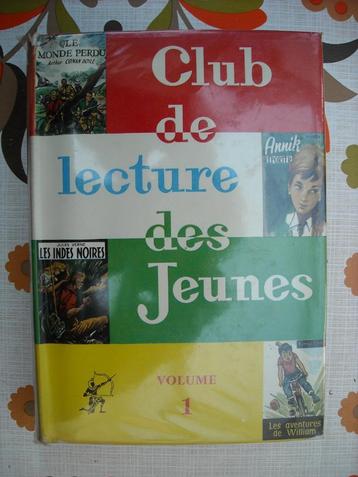 LE
MONDE PERDU
Arthur CONAN DOYLE
Club
de
lecture
des
Jeunes
Annik
JULES VERNE
LES INDES NOIRES
VOLUME
1
Les aventures
de William